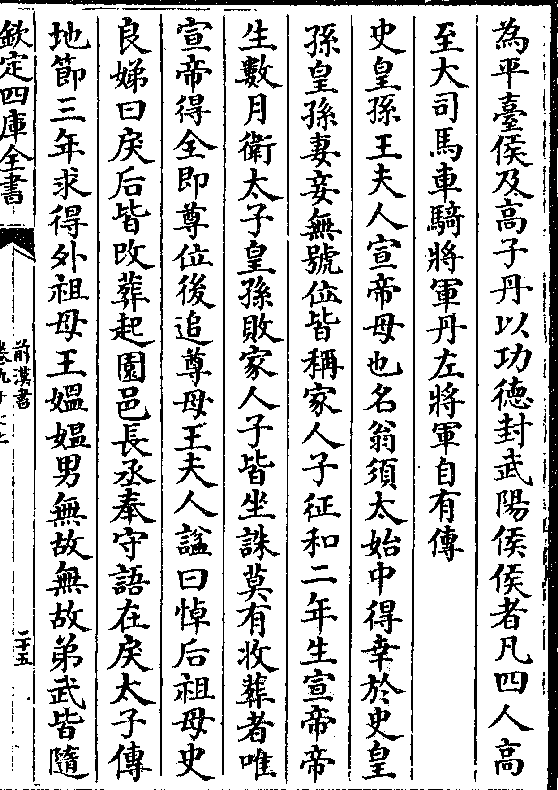 為平臺侯及高子丹以功德封武陽侯侯者凡四人高
至大司馬車騎將軍丹左將軍自有傳
史皇孫王夫人宣帝母也名翁須太始中得幸於史皇
孫皇孫妻妾無號位皆稱家人子征和二年生宣帝帝
生數月衛太子皇孫敗家人子皆坐誅莫有收葬者唯
宣帝得全即尊位後追尊母王夫人諡曰悼后祖母史
良娣曰戾后皆改葬起園邑長丞奉守語在戾太子傳
地節三年求得外祖母王媼媼男無故無故弟武皆隨
欽定四庫全書
前漢書
二十五